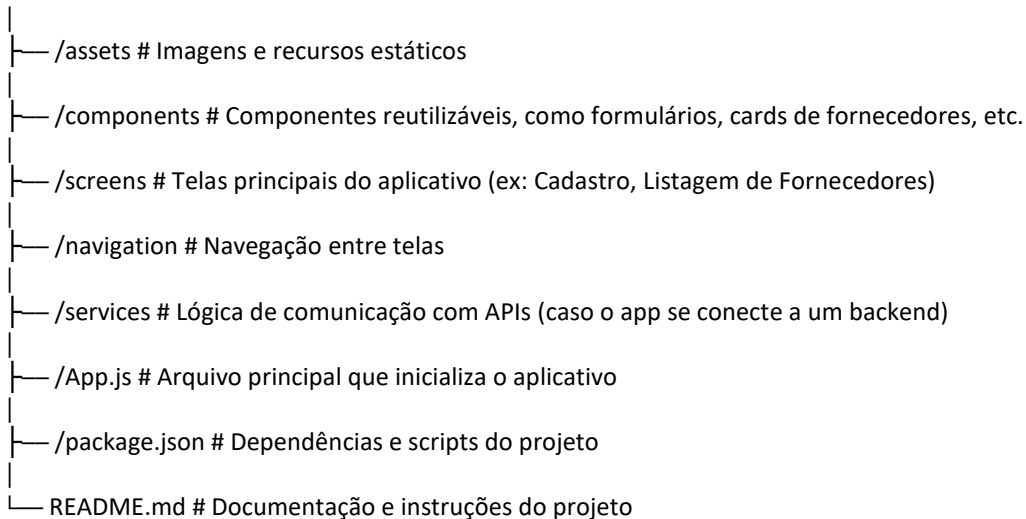 |
├── /assets # Imagens e recursos estáticos
|
├── /components # Componentes reutilizáveis, como formulários, cards de fornecedores, etc.
|
├── /screens # Telas principais do aplicativo (ex: Cadastro, Listagem de Fornecedores)
|
├── /navigation # Navegação entre telas
|
├── /services # Lógica de comunicação com APIs (caso o app se conecte a um backend)
|
├── /App.js # Arquivo principal que inicializa o aplicativo
|
├── /package.json # Dependências e scripts do projeto
|
└── README.md # Documentação e instruções do projeto